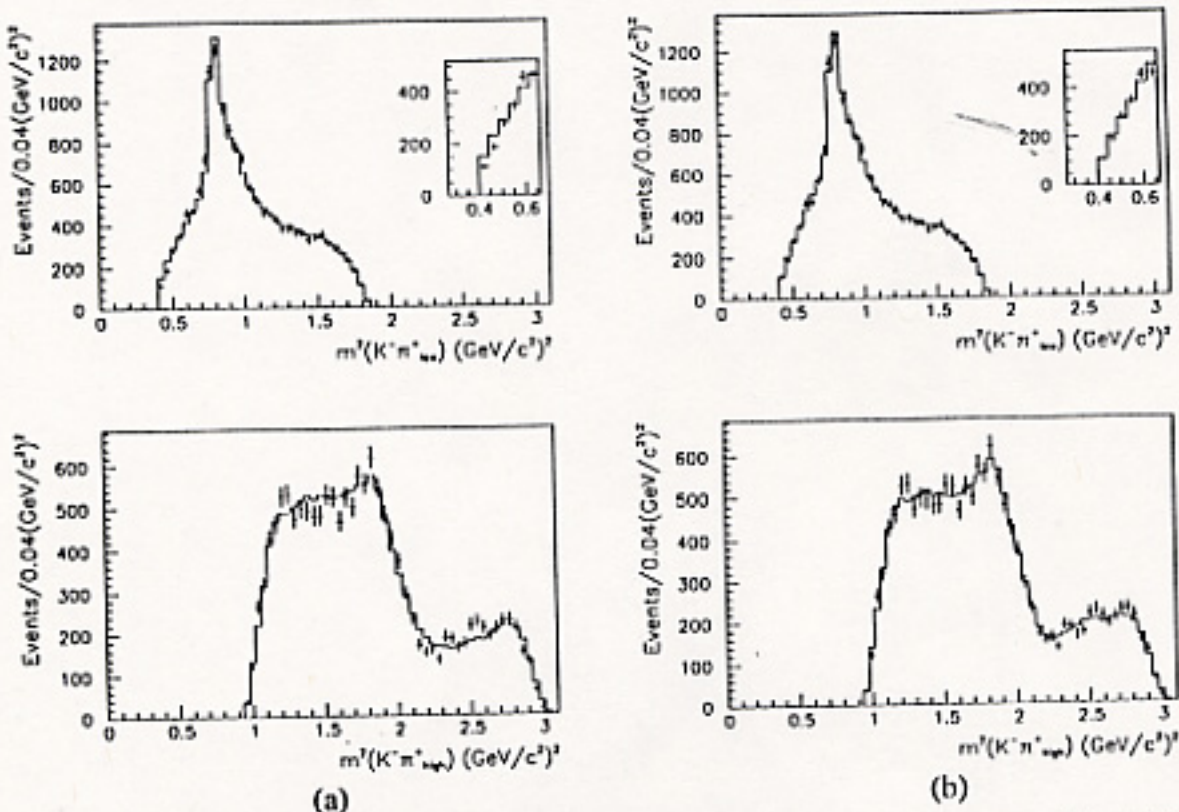 Events/0.04(GeV/c²)²
1200
1000
800
600
400
200
0
0 0.5 1 1.5 2 2.5 3
m²(K⁻π⁺low) (GeV/c²)²
400
200
0
0.4 0.6
Events/0.04(GeV/c²)²
1200
1000
800
600
400
200
0
0 0.5 1 1.5 2 2.5 3
m²(K⁻π⁺low) (GeV/c²)²
400
200
0
0.4 0.6
Events/0.04(GeV/c²)²
600
500
400
300
200
100
0
0 0.5 1 1.5 2 2.5 3
m²(K⁻π⁺high) (GeV/c²)²
(a)
Events/0.04(GeV/c²)²
600
500
400
300
200
100
0
0 0.5 1 1.5 2 2.5 3
m²(K⁻π⁺high) (GeV/c²)²
(b)